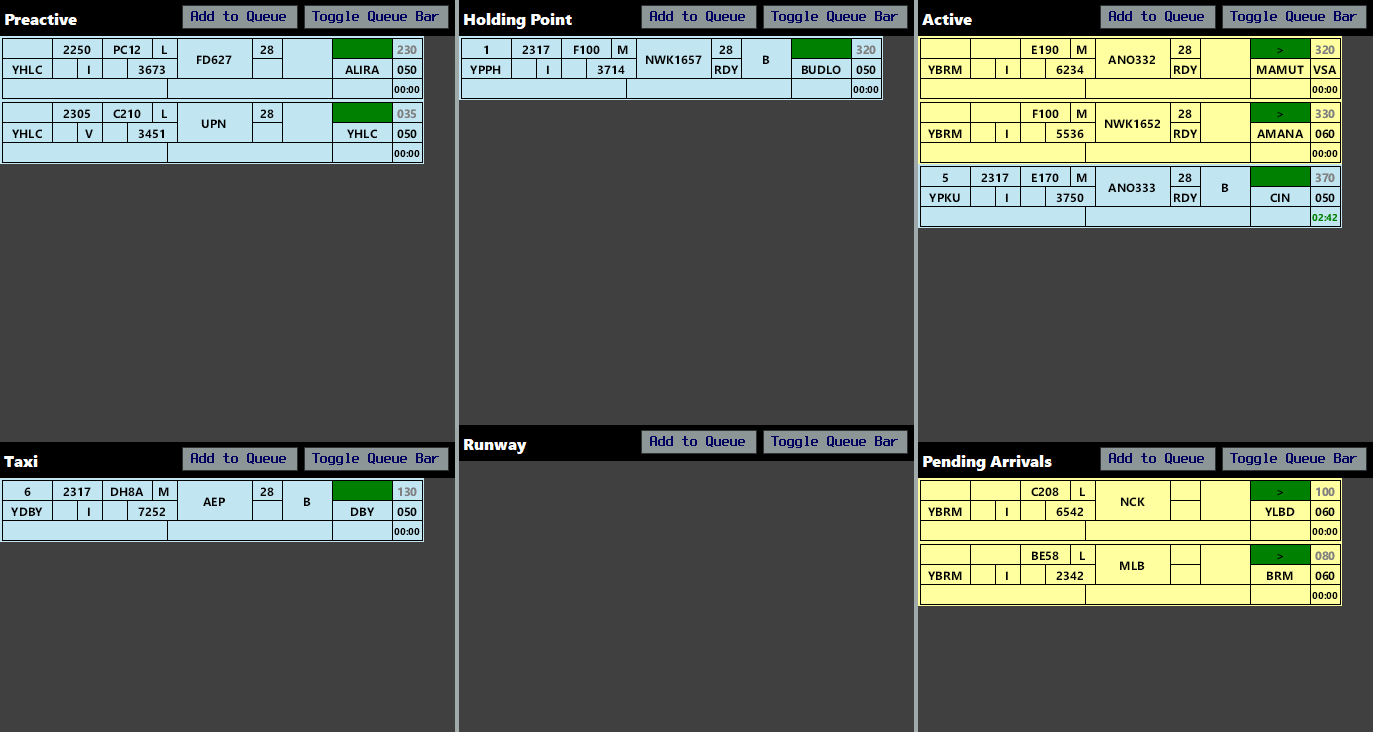 Preactive Add to Queue Toggle Queue Bar
2250 PC12 L FD627 28 230
YHLC I 3673 ALIRA 050
00:00
2305 C210 L UPN 28 035
YHLC V 3451 YHLC 050
00:00
Taxi Add to Queue Toggle Queue Bar
6 2317 DH8A M AEP 28 B 130
YDBY I 7252 DBY 050
00:00
Holding Point Add to Queue Toggle Queue Bar
1 2317 F100 M NWK1657 28 B 320
YPPH I 3714 RDY BUDLO 050
00:00
Runway Add to Queue Toggle Queue Bar
Active Add to Queue Toggle Queue Bar
E190 M ANO332 28 > 320
YBRM I 6234 RDY MAMUT VSA
00:00
F100 M NWK1652 28 > 330
YBRM I 5536 RDY AMANA 060
00:00
5 2317 E170 M ANO333 28 B 370
YPKU I 3750 RDY CIN 050
02:42
Pending Arrivals Add to Queue Toggle Queue Bar
C208 L NCK > 100
YBRM I 6542 YLBD 060
00:00
BE58 L MLB > 080
YBRM I 2342 BRM 060
00:00